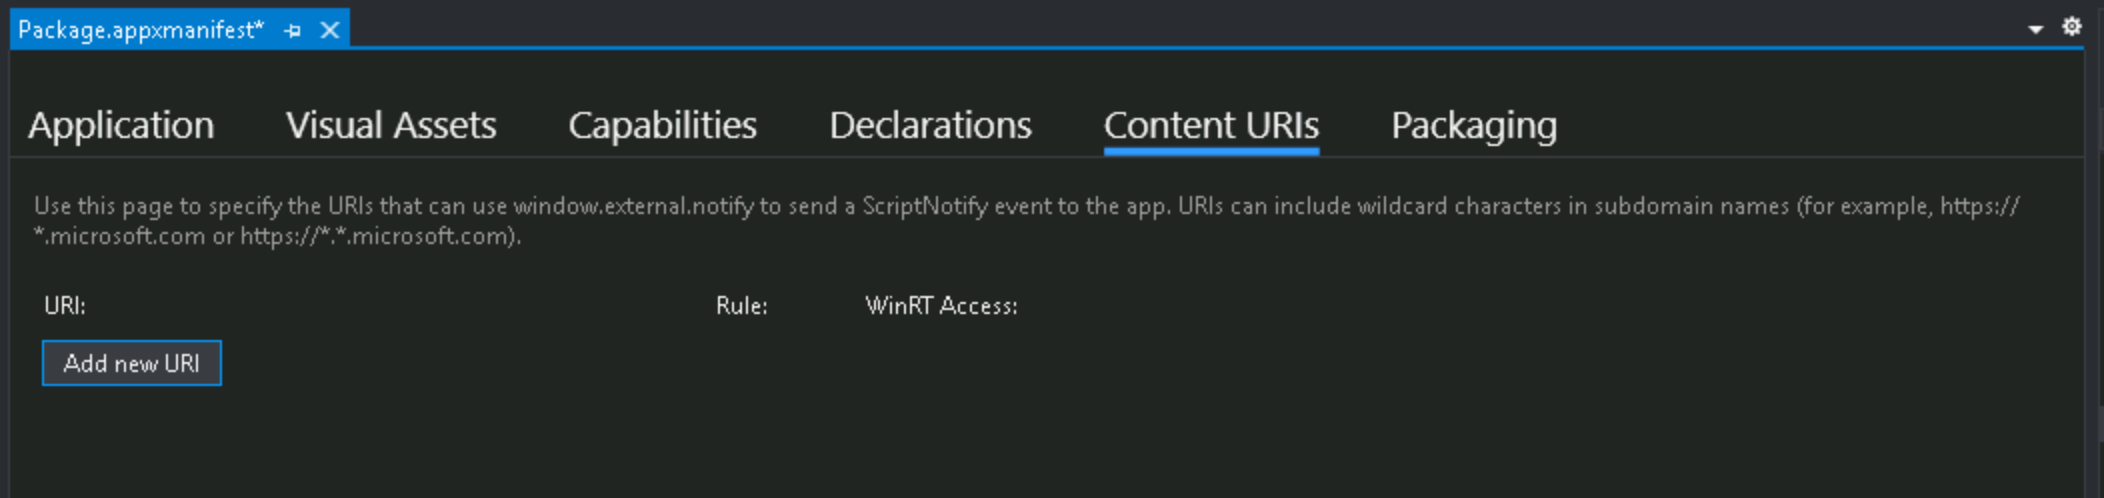 Package.appxmanifest*
Application Visual Assets Capabilities Declarations Content URIs Packaging
Use this page to specify the URIs that can use window.external.notify to send a ScriptNotify event to the app. URIs can include wildcard characters in subdomain names (for example, https://
*.microsoft.com or https://*.*.microsoft.com).
URI: Rule: WinRT Access:
Add new URI